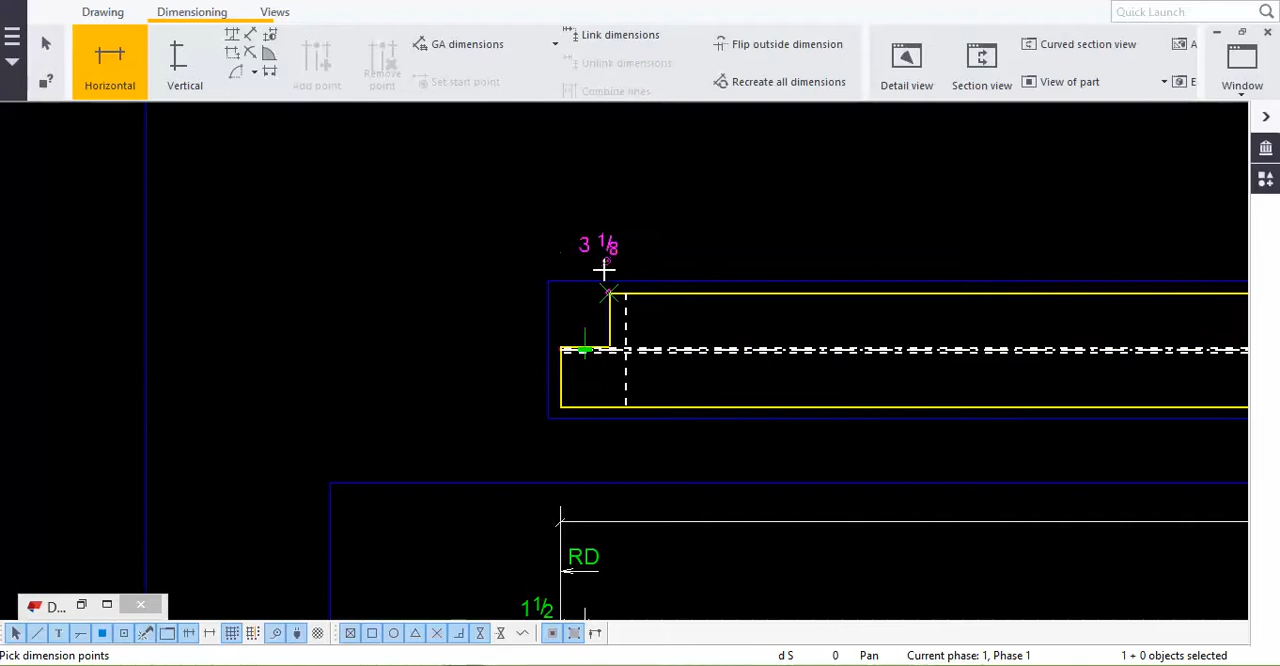 Drawing Dimensioning Views Quick Launch
Horizontal Vertical Add point Remove point GA dimensions Set start point Link dimensions Unlink dimensions Combine lines Flip outside dimension Recreate all dimensions Detail view Section view Curved section view View of part A E Window
3 1/8
RD
1 1/2
D...
Pick dimension points d S 0 Pan Current phase: 1, Phase 1 1 + 0 objects selected